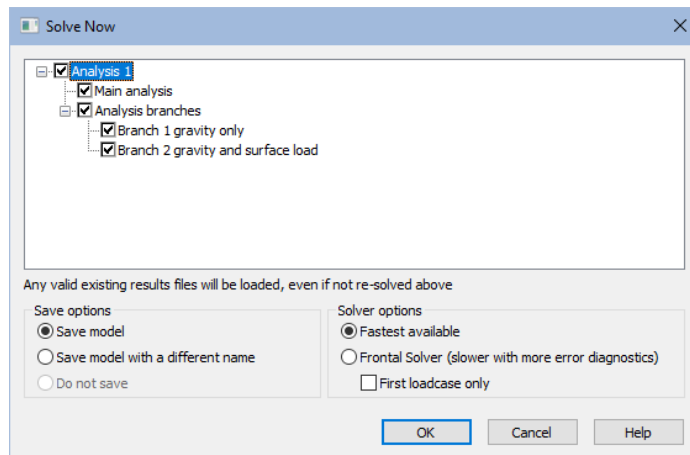 Solve Now
Analysis 1
Main analysis
Analysis branches
Branch 1 gravity only
Branch 2 gravity and surface load
Any valid existing results files will be loaded, even if not re-solved above
Save options
Save model
Save model with a different name
Do not save
Solver options
Fastest available
Frontal Solver (slower with more error diagnostics)
First loadcase only
OK Cancel Help